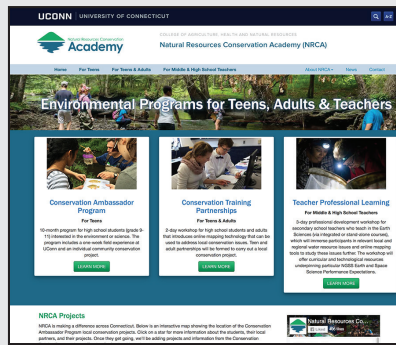 UCONN UNIVERSITY OF CONNECTICUT
A-Z
Natural Resources Conservation
Academy
COLLEGE OF AGRICULTURE, HEALTH AND NATURAL RESOURCES
Natural Resources Conservation Academy (NRCA)
Home For Teens For Teens & Adults For Middle & High School Teachers About NRCA News Contact
Environmental Programs for Teens, Adults & Teachers
Conservation Ambassador
Program
For Teens
10-month program for high school students (grade 9-
11) interested in the environment or science. The
program includes a one week field experience at
UConn and an individual community conservation
project.
LEARN MORE
Conservation Training
Partnerships
For Teens & Adults
2-day workshop for high school students and adults
that introduces online mapping technology that can be
used to address local conservation issues. Teen and
adult partnerships will be formed to carry out a local
conservation project.
LEARN MORE
Teacher Professional Learning
For Middle & High School Teachers
5-day professional development workshop for
secondary school teachers who teach in the Earth
Sciences (via integrated or stand-alone courses),
which will immerse participants in relevant local and
regional water resource issues and online mapping
tools to study these issues further. The workshop will
offer curricular and technological resources
underpinning particular NGSS Earth and Space
Science Performance Expectations.
LEARN MORE
NRCA Projects
NRCA is making a difference across Connecticut. Below is an interactive map showing the location of the Conservation
Ambassador Program local conservation projects. Click on a star for more information about the students, their local
partners, and their projects. Once they get going, we'll be adding projects and information from the Conservation
Natural Resources Co...
Liked